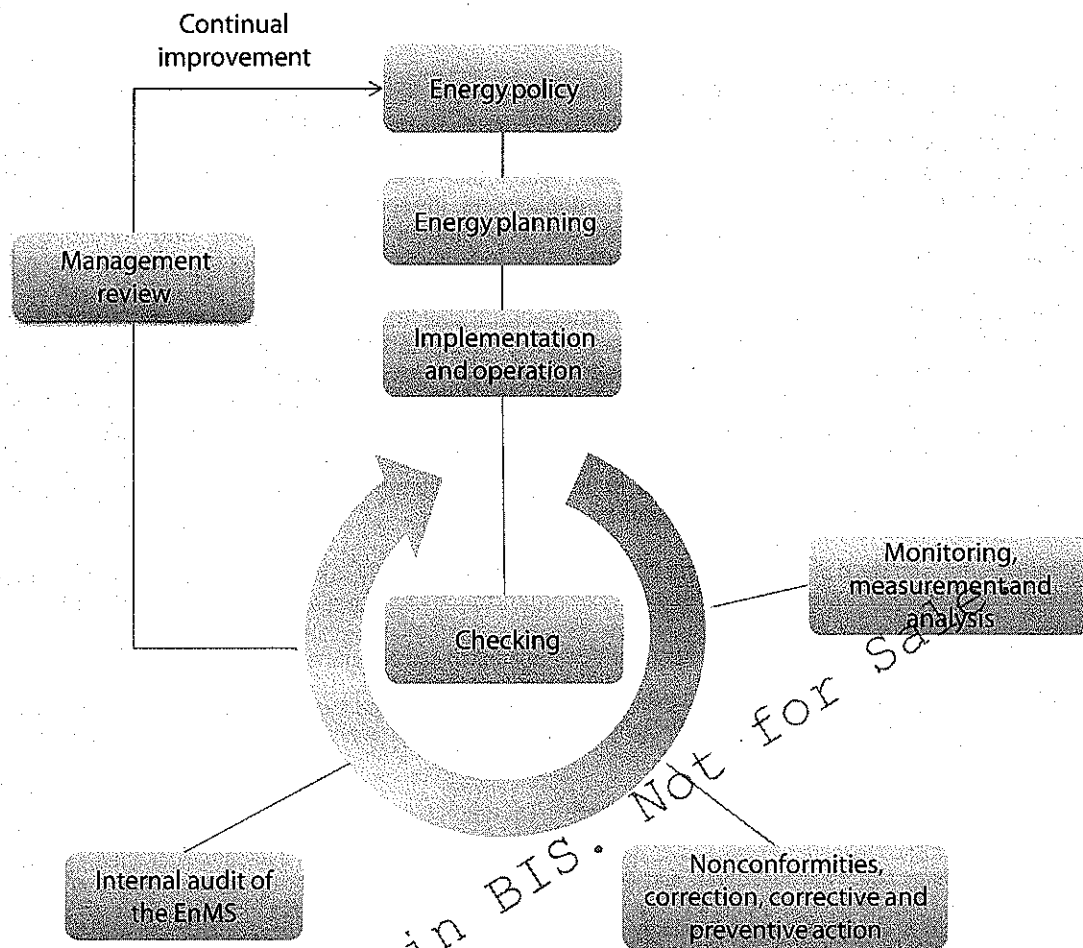 Continual
improvement
Energy policy
Energy planning
Management
review
Implementation
and operation
Monitoring,
measurement and
analysis
Checking
Internal audit of
the EnMS
Nonconformities,
correction, corrective and
preventive action
in BIS. Not for Sale.